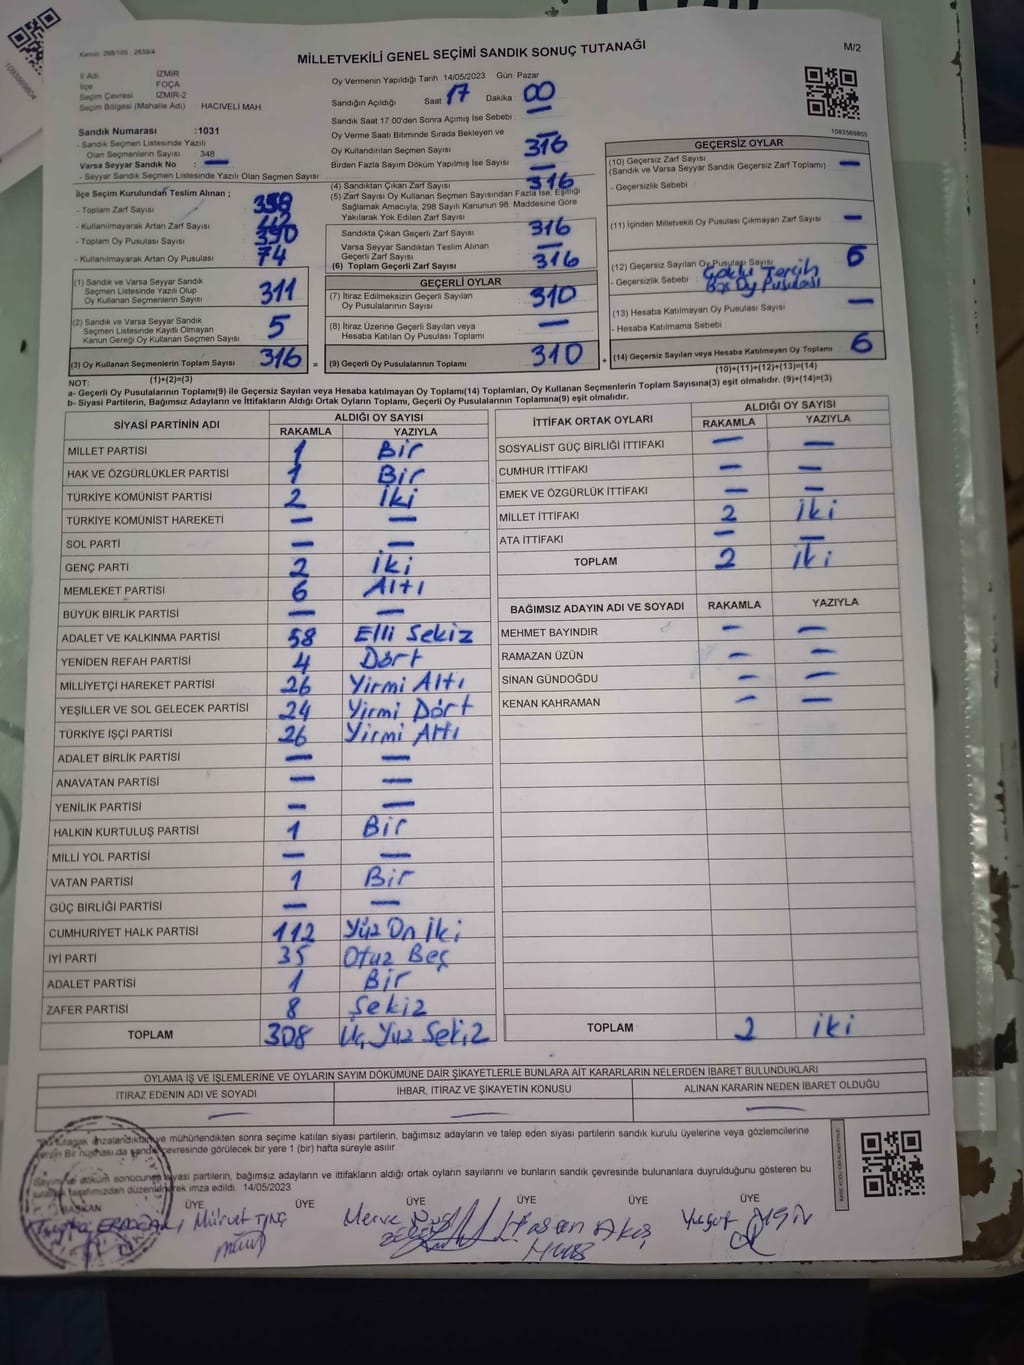 Kanun: 298/105 2839/4
MİLLETVEKİLİ GENEL SEÇİMİ SANDIK SONUÇ TUTANAĞI
M/2
İl Adı İZMİR
İlçe FOÇA
Seçim Çevresi İZMİR-2
Seçim Bölgesi (Mahalle Adı) HACIVELİ MAH
Oy Vermenin Yapıldığı Tarih 14/05/2023 Gün: Pazar
Sandığın Açıldığı Saat 17 Dakika 00
Sandık Saat 17.00'den Sonra Açımış İse Sebebi : —
Oy Verme Saati Bitiminde Sırada Bekleyen ve —
Oy Kullandırılan Seçmen Sayısı 316
Birden Fazla Sayım Döküm Yapılmış İse Sayısı —
Sandık Numarası :1031
- Sandık Seçmen Listesinde Yazılı
Olan Seçmenlerin Sayısı 348
Varsa Seyyar Sandık No : —
- Seyyar Sandık Seçmen Listesinde Yazılı Olan Seçmen Sayısı
İlçe Seçim Kurulundan Teslim Alınan ;
- Toplam Zarf Sayısı
- Kullanılmayarak Artan Zarf Sayısı
- Toplam Oy Pusulası Sayısı 390
- Kullanılmayarak Artan Oy Pusulası 74
(1) Sandık ve Varsa Seyyar Sandık
Seçmen Listesinde Yazılı Olup
Oy Kullanan Seçmenlerin Sayısı 311
(2) Sandık ve Varsa Seyyar Sandık
Seçmen Listesinde Kayıtlı Olmayan
Kanun Gereği Oy Kullanan Seçmen Sayısı 5
(3) Oy Kullanan Seçmenlerin Toplam Sayısı 316
(1)+(2)=(3)
(4) Sandıktan Çıkan Zarf Sayısı 316
(5) Zarf Sayısı Oy Kullanan Seçmen Sayısından Fazla İse, Eşitliği
Sağlamak Amacıyla, 298 Sayılı Kanunun 98. Maddesine Göre
Yakılarak Yok Edilen Zarf Sayısı
Sandıkta Çıkan Geçerli Zarf Sayısı 316
Varsa Seyyar Sandıktan Teslim Alınan
Geçerli Zarf Sayısı —
(6) Toplam Geçerli Zarf Sayısı 316
GEÇERLİ OYLAR
(7) İtiraz Edilmeksizin Geçerli Sayılan
Oy Pusulalarının Sayısı 310
(8) İtiraz Üzerine Geçerli Sayılan veya
Hesaba Katılan Oy Pusulası Toplamı —
= (9) Geçerli Oy Pusulalarının Toplamı 310
1083569805
GEÇERSİZ OYLAR
(10) Geçersiz Zarf Sayısı
(Sandık ve Varsa Seyyar Sandık Geçersiz Zarf Toplamı) —
- Geçersizlik Sebebi
(11) İçinden Milletvekili Oy Pusulası Çıkmayan Zarf Sayısı —
(12) Geçersiz Sayılan Oy Pusulası Sayısı 6
- Geçersizlik Sebebi : Çoklu Tercih
Boş Oy Pusulası
(13) Hesaba Katılmayan Oy Pusulası Sayısı —
- Hesaba Katılmama Sebebi
+ (14) Geçersiz Sayılan veya Hesaba Katılmayan Oy Toplamı 6
(10)+(11)+(12)+(13)=(14)
NOT:
a- Geçerli Oy Pusulalarının Toplamı(9) ile Geçersiz Sayılan veya Hesaba katılmayan Oy Toplamı(14) Toplamları, Oy Kullanan Seçmenlerin Toplam Sayısına(3) eşit olmalıdır. (9)+(14)=(3)
b- Siyasi Partilerin, Bağımsız Adayların ve İttifakların Aldığı Ortak Oyların Toplamı, Geçerli Oy Pusulalarının Toplamına(9) eşit olmalıdır.
SİYASİ PARTİNİN ADI ALDIĞI OY SAYISI
RAKAMLA YAZIYLA
MİLLET PARTİSİ 1 Bir
HAK VE ÖZGÜRLÜKLER PARTİSİ 1 Bir
TÜRKİYE KOMÜNİST PARTİSİ 2 İki
TÜRKİYE KOMÜNİST HAREKETİ — —
SOL PARTİ — —
GENÇ PARTİ 2 İki
MEMLEKET PARTİSİ 6 Altı
BÜYÜK BİRLİK PARTİSİ — —
ADALET VE KALKINMA PARTİSİ 58 Elli Sekiz
YENİDEN REFAH PARTİSİ 4 Dört
MİLLİYETÇİ HAREKET PARTİSİ 26 Yirmi Altı
YEŞİLLER VE SOL GELECEK PARTİSİ 24 Yirmi Dört
TÜRKİYE İŞÇİ PARTİSİ 26 Yirmi Altı
ADALET BİRLİK PARTİSİ — —
ANAVATAN PARTİSİ — —
YENİLİK PARTİSİ — —
HALKIN KURTULUŞ PARTİSİ 1 Bir
MİLLİ YOL PARTİSİ — —
VATAN PARTİSİ 1 Bir
GÜÇ BİRLİĞİ PARTİSİ — —
CUMHURİYET HALK PARTİSİ 112 Yüz On İki
İYİ PARTİ 35 Otuz Beş
ADALET PARTİSİ 1 Bir
ZAFER PARTİSİ 8 Sekiz
TOPLAM 308 Üç Yüz Sekiz
İTTİFAK ORTAK OYLARI ALDIĞI OY SAYISI
RAKAMLA YAZIYLA
SOSYALİST GÜÇ BİRLİĞİ İTTİFAKI — —
CUMHUR İTTİFAKI — —
EMEK VE ÖZGÜRLÜK İTTİFAKI — —
MİLLET İTTİFAKI 2 İki
ATA İTTİFAKI — —
TOPLAM 2 İki
BAĞIMSIZ ADAYIN ADI VE SOYADI RAKAMLA YAZIYLA
MEHMET BAYINDIR — —
RAMAZAN ÜZÜN — —
SİNAN GÜNDOĞDU — —
KENAN KAHRAMAN — —
TOPLAM 2 iki
OYLAMA İŞ VE İŞLEMLERİNE VE OYLARIN SAYIM DÖKÜMÜNE DAİR ŞİKAYETLERLE BUNLARA AİT KARARLARIN NELERDEN İBARET BULUNDUKLARI
İTİRAZ EDENİN ADI VE SOYADI İHBAR, İTİRAZ VE ŞİKAYETİN KONUSU ALINAN KARARIN NEDEN İBARET OLDUĞU
— — —
tutagak imzalandıktan ve mühürlendikten sonra seçime katılan siyasi partilerin, bağımsız adayların ve talep eden siyasi partilerin sandık kurulu üyelerine veya gözlemcilerine
verilir. Bir nüshası da sandık çevresinde görülecek bir yere 1 (bir) hafta süreyle asılır.
döküm sonucunda siyasi partilerin, bağımsız adayların ve ittifakların aldığı ortak oyların sayılarını ve bunların sandık çevresinde bulunanlara duyrulduğunu gösteren bu
tutanak tarafımızdan düzenlenerek imza edildi. 14/05/2023
BAŞKAN ÜYE ÜYE ÜYE ÜYE ÜYE
Mürvet Merve Hasan Akış Yusuf